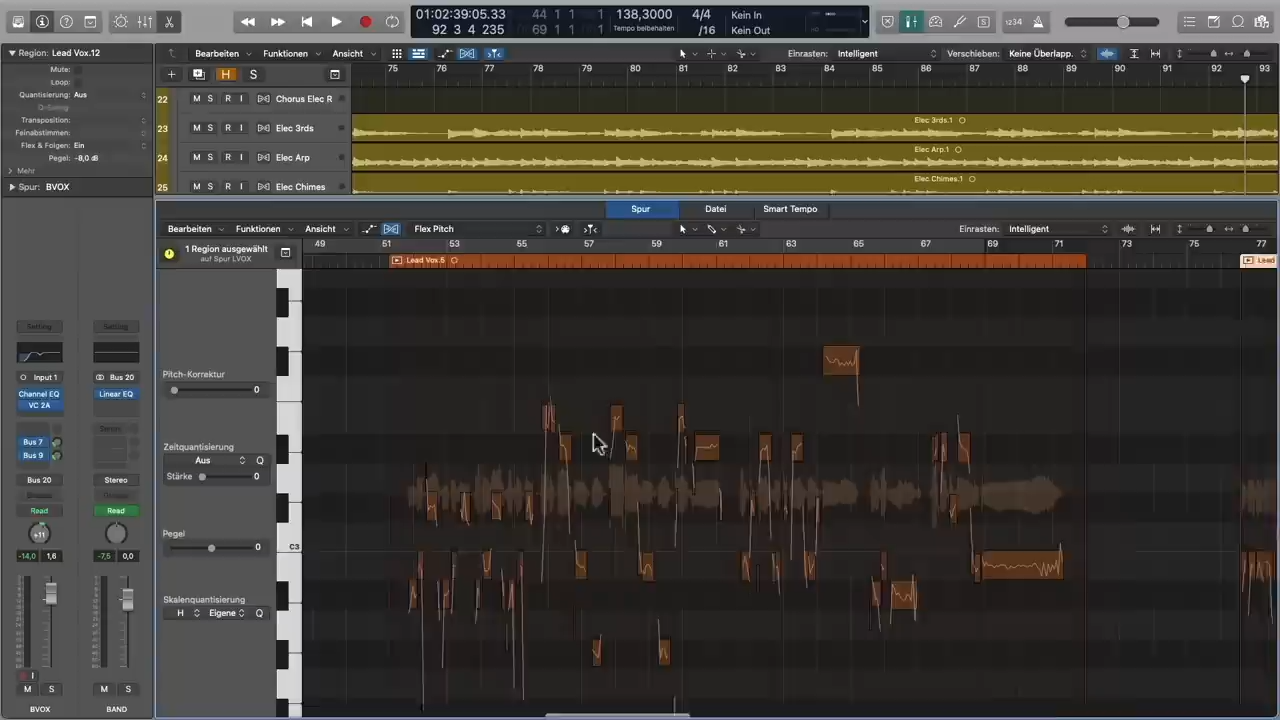 Region: Lead Vox.12
Mute:
Loop:
Quantisierung: Aus
Q-Swing
Transposition:
Feinabstimmen:
Flex & Folgen: Ein
Pegel: -8,0 dB
Mehr
Spur: BVOX
01:02:39:05.33 44 1 1 1 138,3000 4/4 Kein In
92 3 4 235 69 1 1 1 Tempo beibehalten /16 Kein Out
1234
Bearbeiten Funktionen Ansicht Einrasten: Intelligent Verschieben: Keine Überlapp.
H S 75 76 77 78 79 80 81 82 83 84 85 86 87 88 89 90 91 92 93
22 M S R I Chorus Elec R
23 M S R I Elec 3rds Elec 3rds.1
24 M S R I Elec Arp Elec Arp.1
25 M S R I Elec Chimes Elec Chimes.1
Spur Datei Smart Tempo
Bearbeiten Funktionen Ansicht Flex Pitch Einrasten: Intelligent
1 Region ausgewählt 49 51 53 55 57 59 61 63 65 67 69 71 73 75 77
auf Spur LVOX Lead Vox.5 Lead
Pitch-Korrektur
0
Zeitquantisierung
Aus Q
Stärke 0
Pegel
0
C3
Skalenquantisierung
H Eigene Q
Setting Setting
Input 1 Bus 20
Channel EQ Linear EQ
VC 2A
Bus 7
Bus 9
Bus 20 Stereo
Read Read
+11
-14,0 1,6 -7,5 0,0
I
M S M S
BVOX BAND